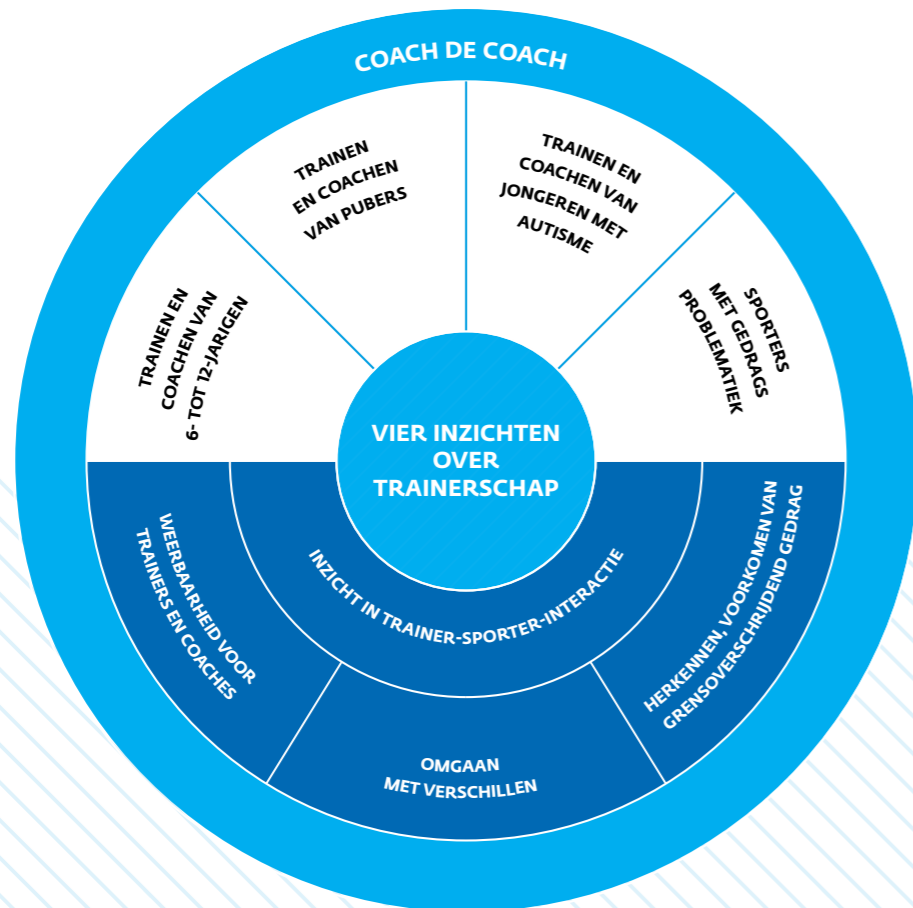 COACH DE COACH
TRAINEN
EN COACHEN
VAN PUBERS
TRAINEN EN
COACHEN VAN
JONGEREN MET
AUTISME
TRAINEN EN
COACHEN VAN
6- TOT 12-JARIGEN
SPORTERS
MET GEDRAGS
PROBLEMATIEK
VIER INZICHTEN
OVER
TRAINERSCHAP
INZICHT IN TRAINER-SPORTER-INTERACTIE
WEERBAARHEID VOOR
TRAINERS EN COACHES
OMGAAN
MET VERSCHILLEN
HERKENNEN, VOORKOMEN VAN
GRENSOVERSCHRIJDEND GEDRAG